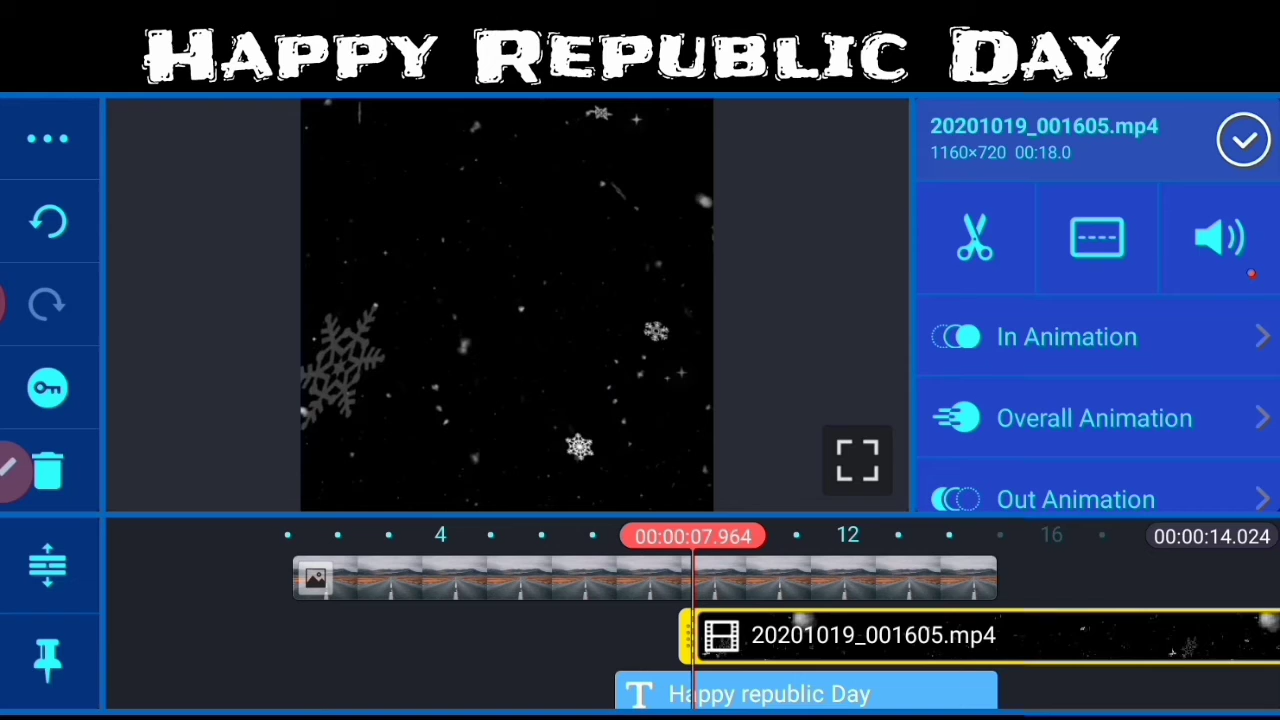 HAPPY REPUBLIC DAY
20201019_001605.mp4
1160×720 00:18.0
In Animation
Overall Animation
Out Animation
4
00:00:07.964
12
16
00:00:14.024
20201019_001605.mp4
T Happy republic Day